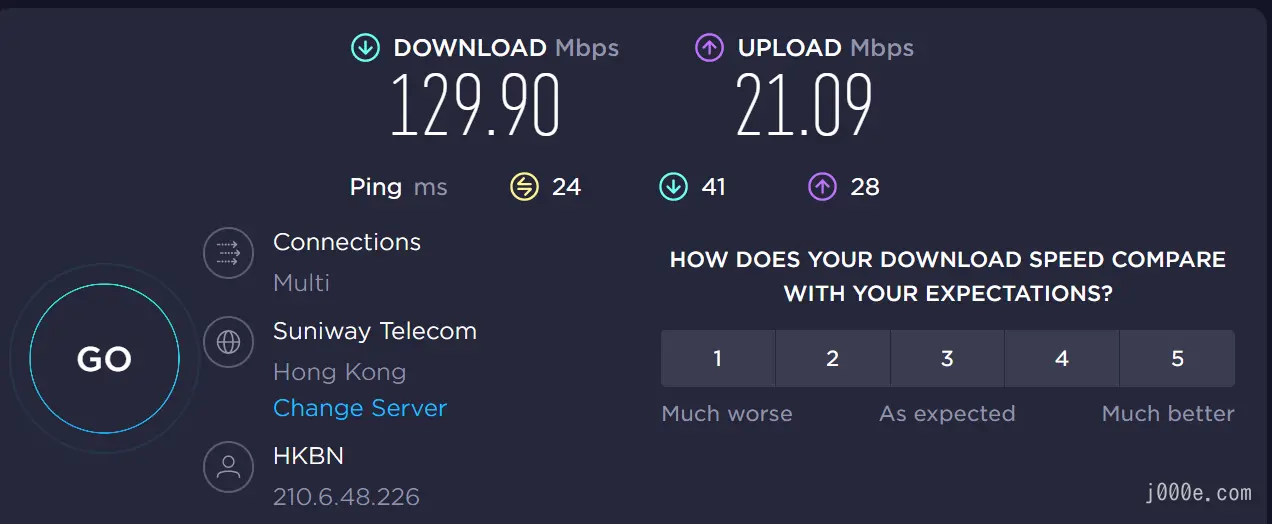 DOWNLOAD Mbps
129.90
UPLOAD Mbps
21.09
Ping ms 24 41 28
GO
Connections
Multi
Suniway Telecom
Hong Kong
Change Server
HKBN
210.6.48.226
HOW DOES YOUR DOWNLOAD SPEED COMPARE
WITH YOUR EXPECTATIONS?
1 2 3 4 5
Much worse As expected Much better
j000e.com